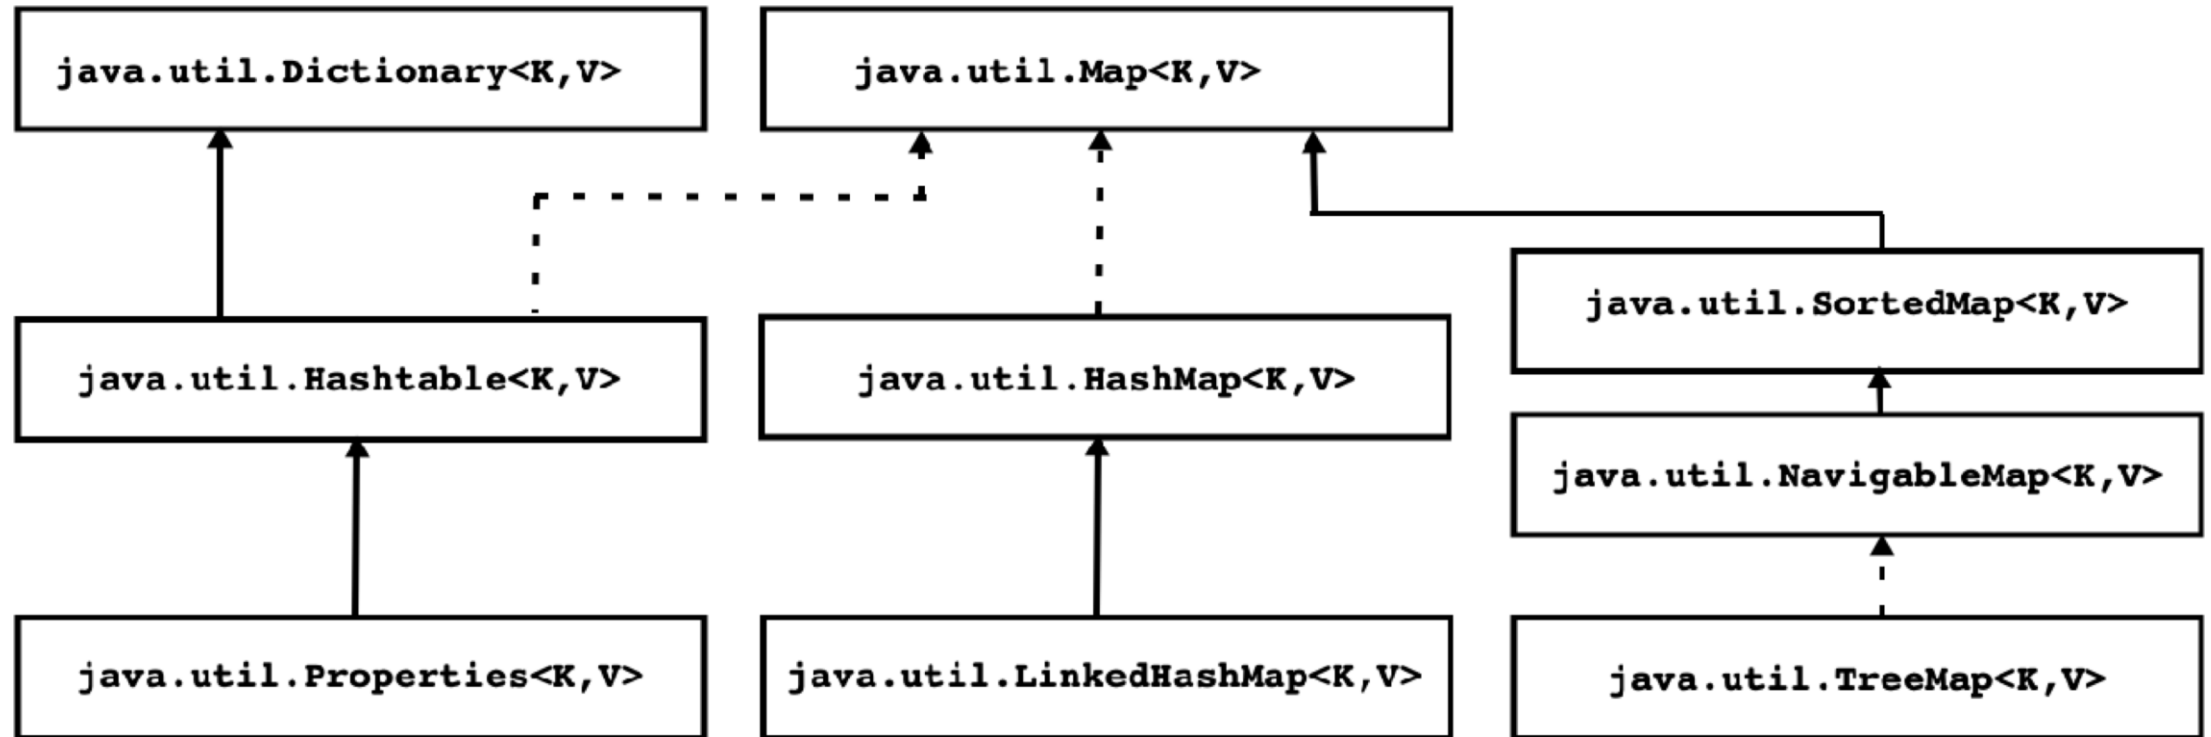 java.util.Dictionary<K,V>
java.util.Map<K,V>
java.util.SortedMap<K,V>
java.util.Hashtable<K,V>
java.util.HashMap<K,V>
java.util.NavigableMap<K,V>
java.util.Properties<K,V>
java.util.LinkedHashMap<K,V>
java.util.TreeMap<K,V>